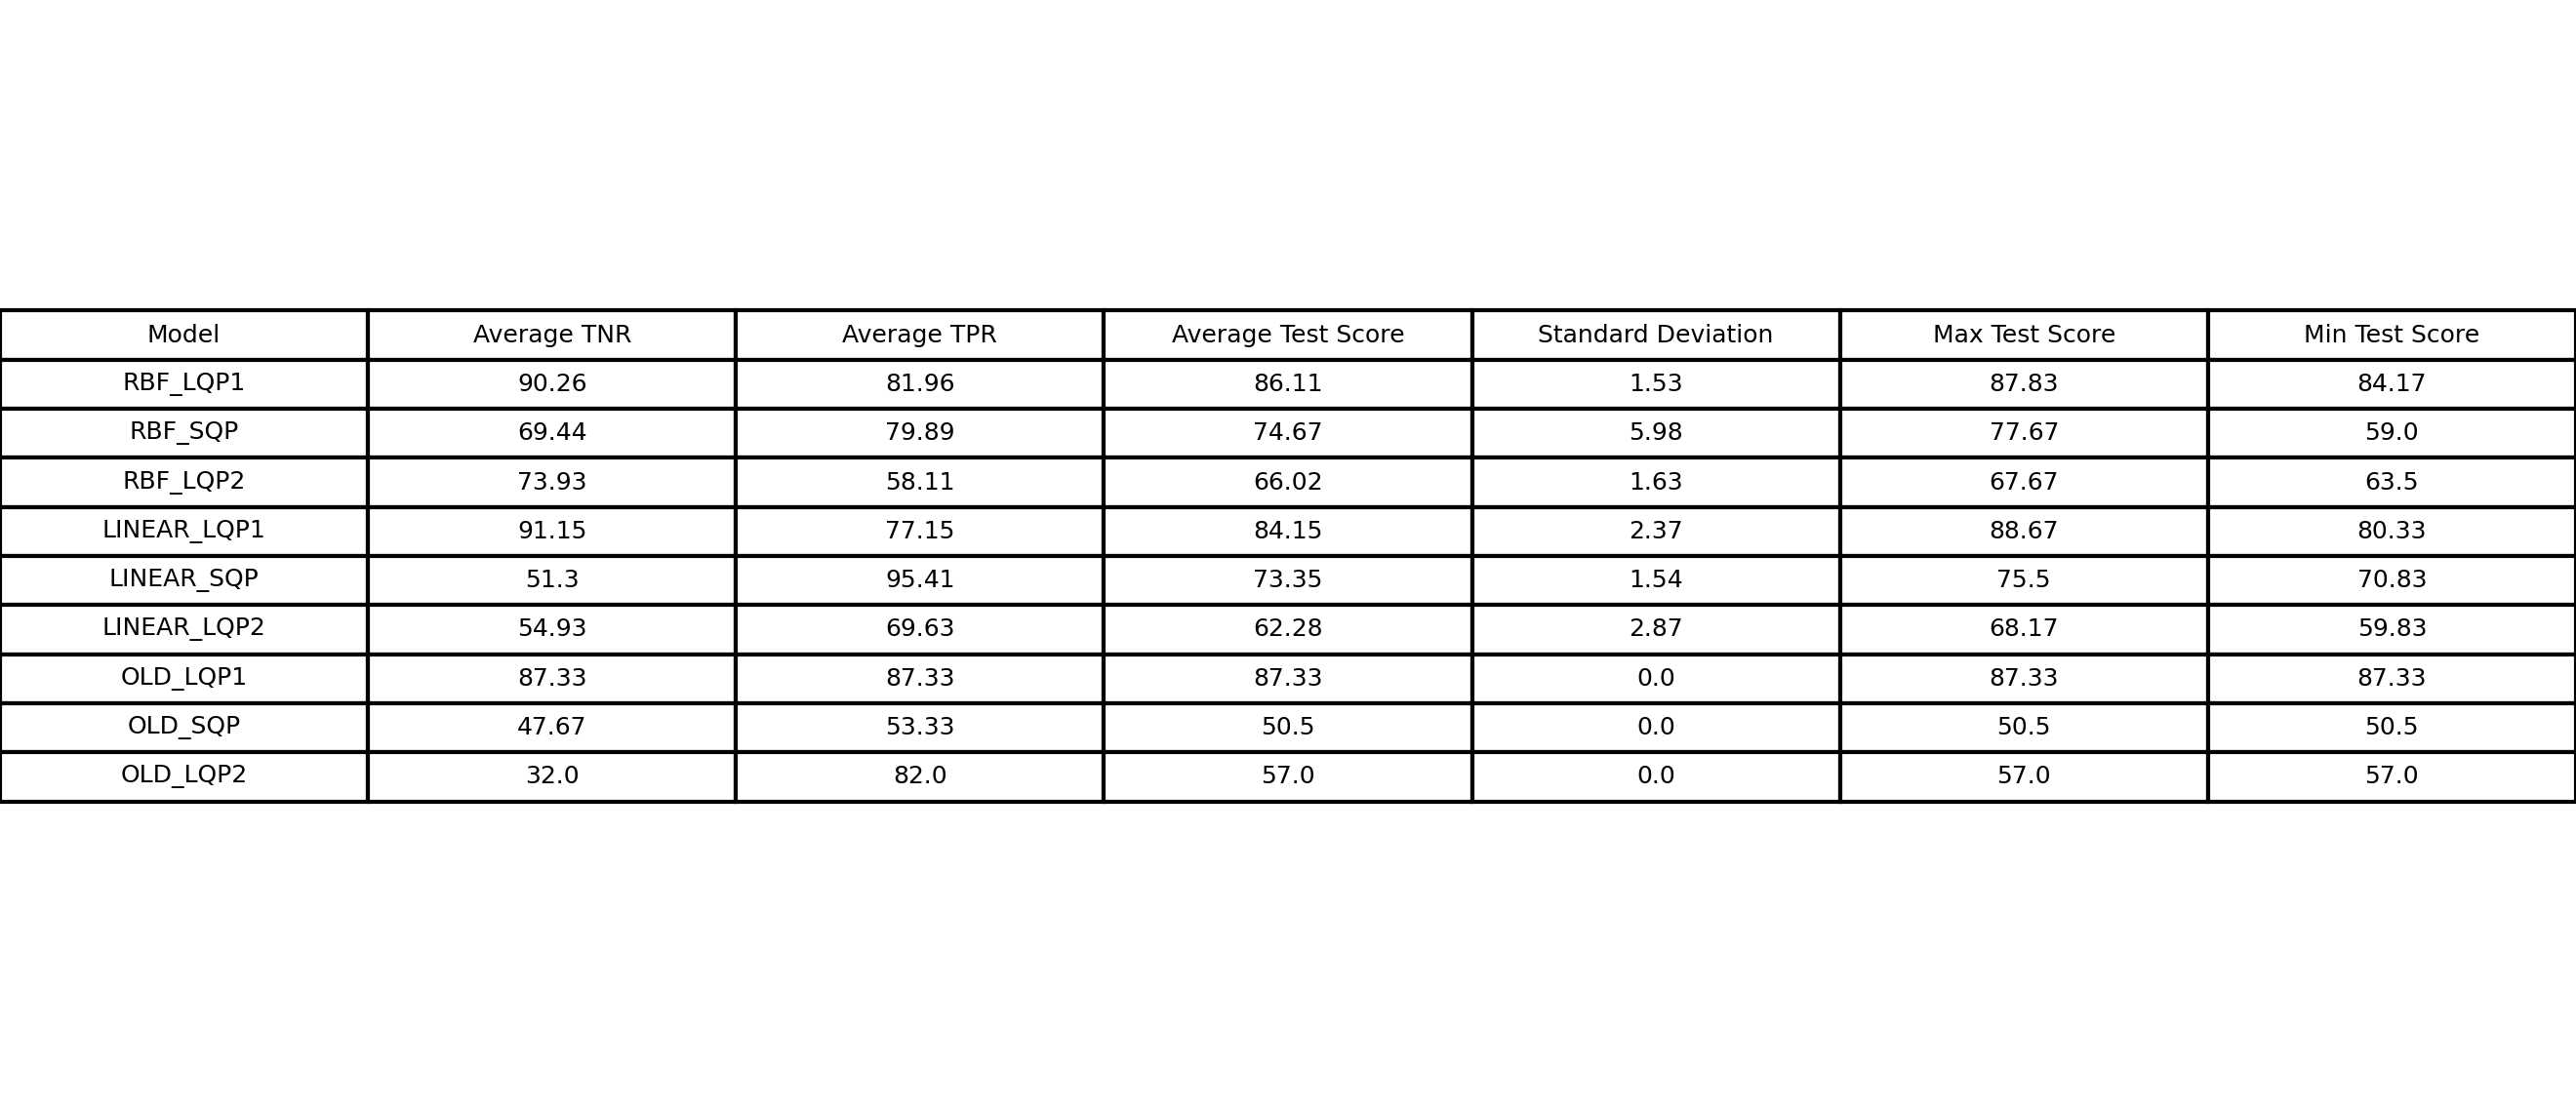 Model Average TNR Average TPR Average Test Score Standard Deviation Max Test Score Min Test Score
RBF_LQP1 90.26 81.96 86.11 1.53 87.83 84.17
RBF_SQP 69.44 79.89 74.67 5.98 77.67 59.0
RBF_LQP2 73.93 58.11 66.02 1.63 67.67 63.5
LINEAR_LQP1 91.15 77.15 84.15 2.37 88.67 80.33
LINEAR_SQP 51.3 95.41 73.35 1.54 75.5 70.83
LINEAR_LQP2 54.93 69.63 62.28 2.87 68.17 59.83
OLD_LQP1 87.33 87.33 87.33 0.0 87.33 87.33
OLD_SQP 47.67 53.33 50.5 0.0 50.5 50.5
OLD_LQP2 32.0 82.0 57.0 0.0 57.0 57.0